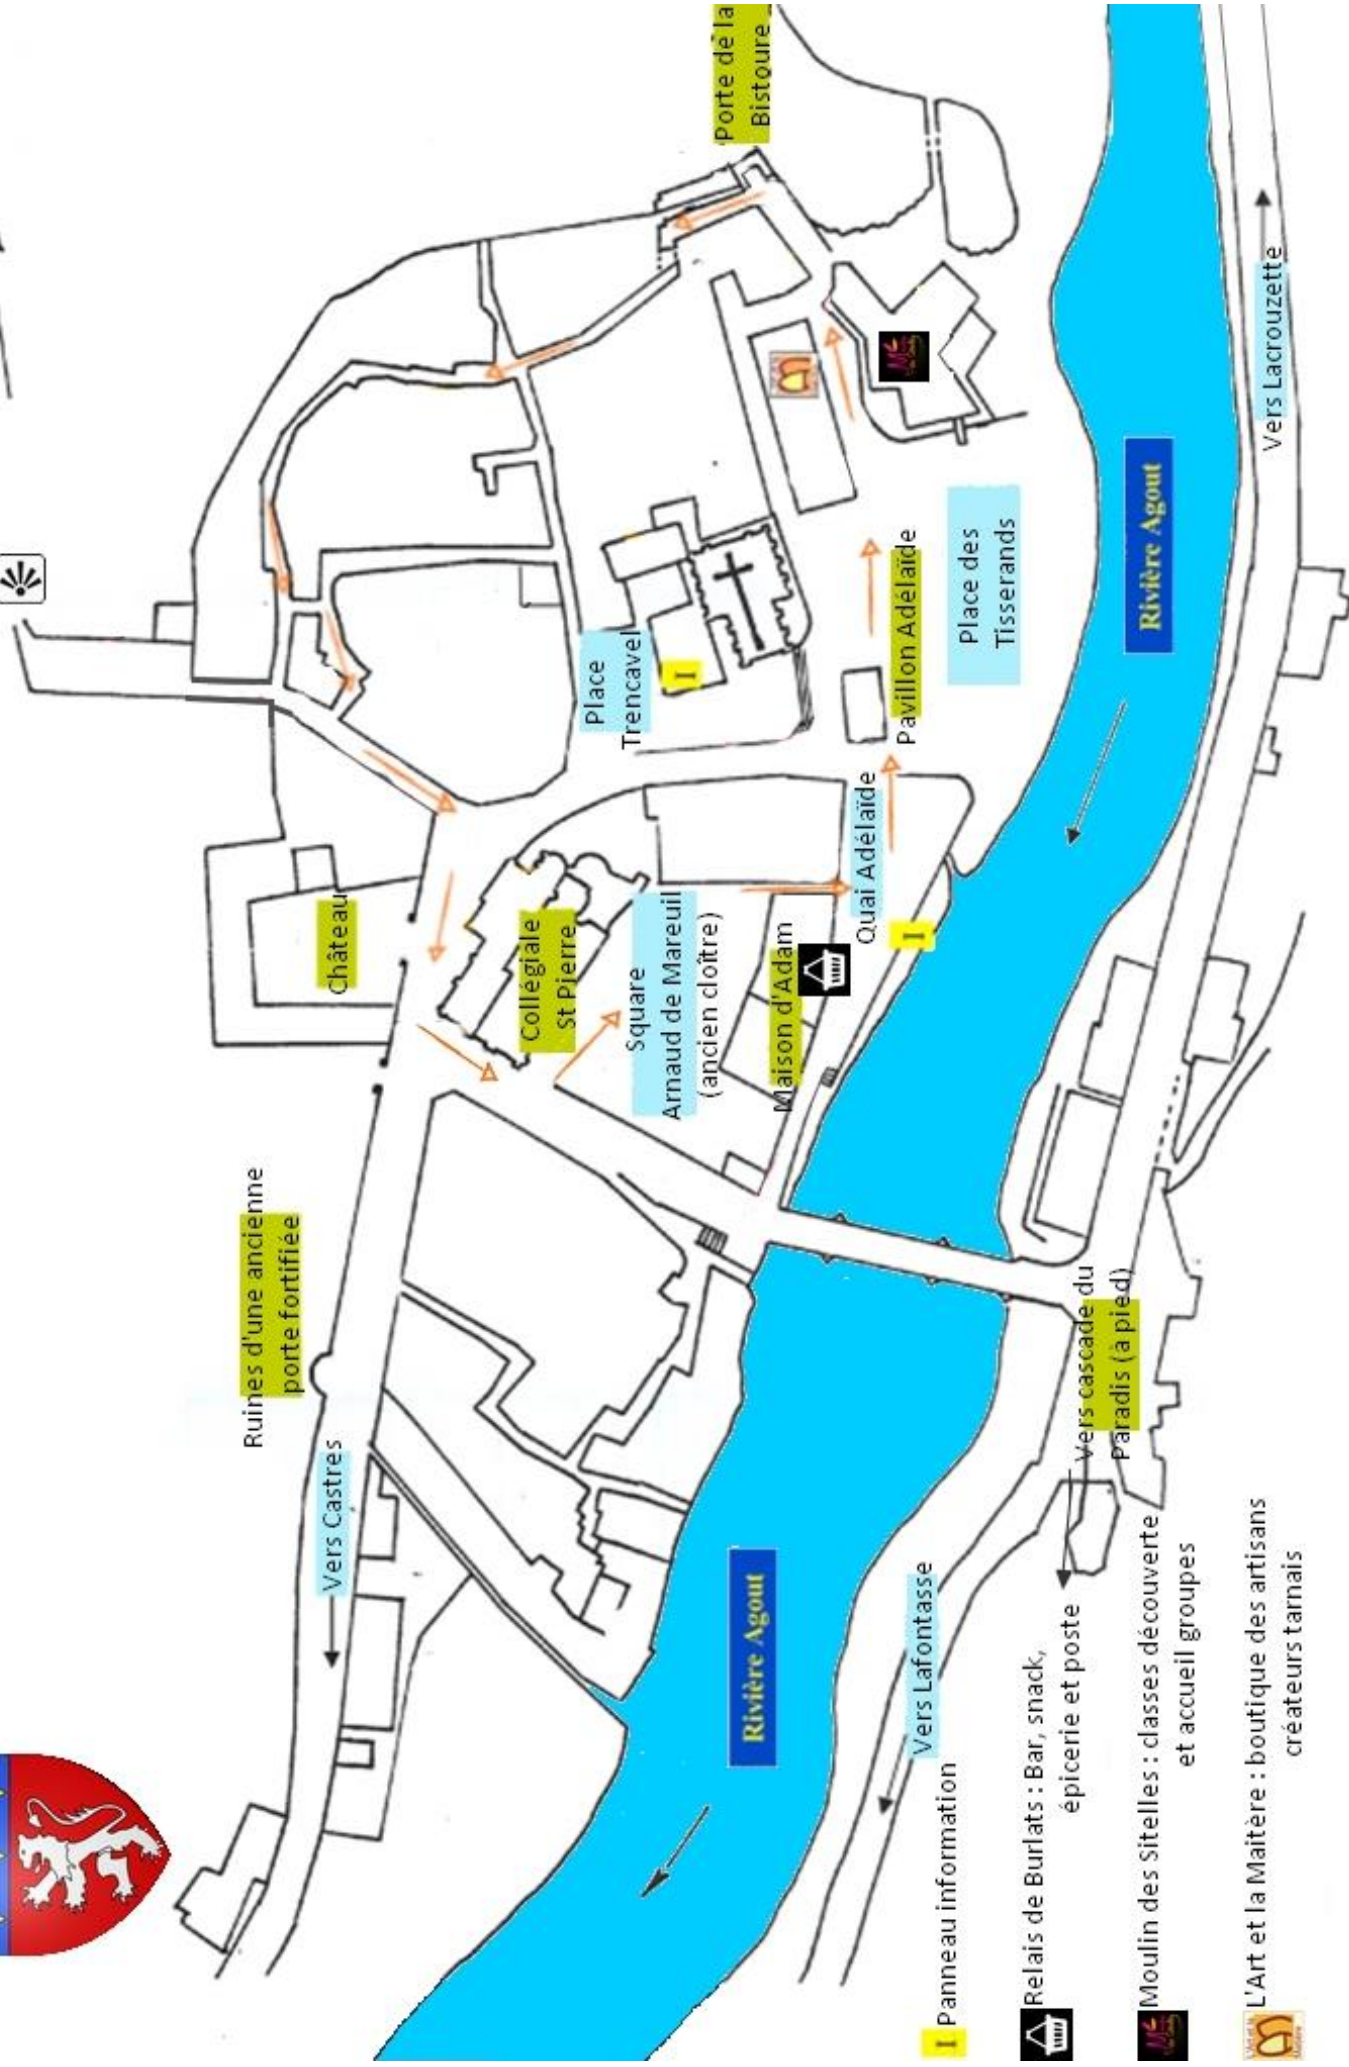 Ruines d'une ancienne
porte fortifiée
Vers Castres
Château
Collégiale
St Pierre
Square
Arnaud de Mareuil
(ancien cloître)
Maison d'Adam
Quai Adélaïde
I
Place
Trencavel
I
Pavillon Adélaïde
Place des
Tisserands
Porte de la
Bistoure
Rivière Agout
Rivière Agout
Vers Lacrouzette
Vers Lafontasse
Vers cascade du
Paradis (à pied)
I Panneau information
Relais de Burlats : Bar, snack,
épicerie et poste
Moulin des Sitelles : classes découverte
et accueil groupes
L'Art et la Maitère : boutique des artisans
créateurs tarnais